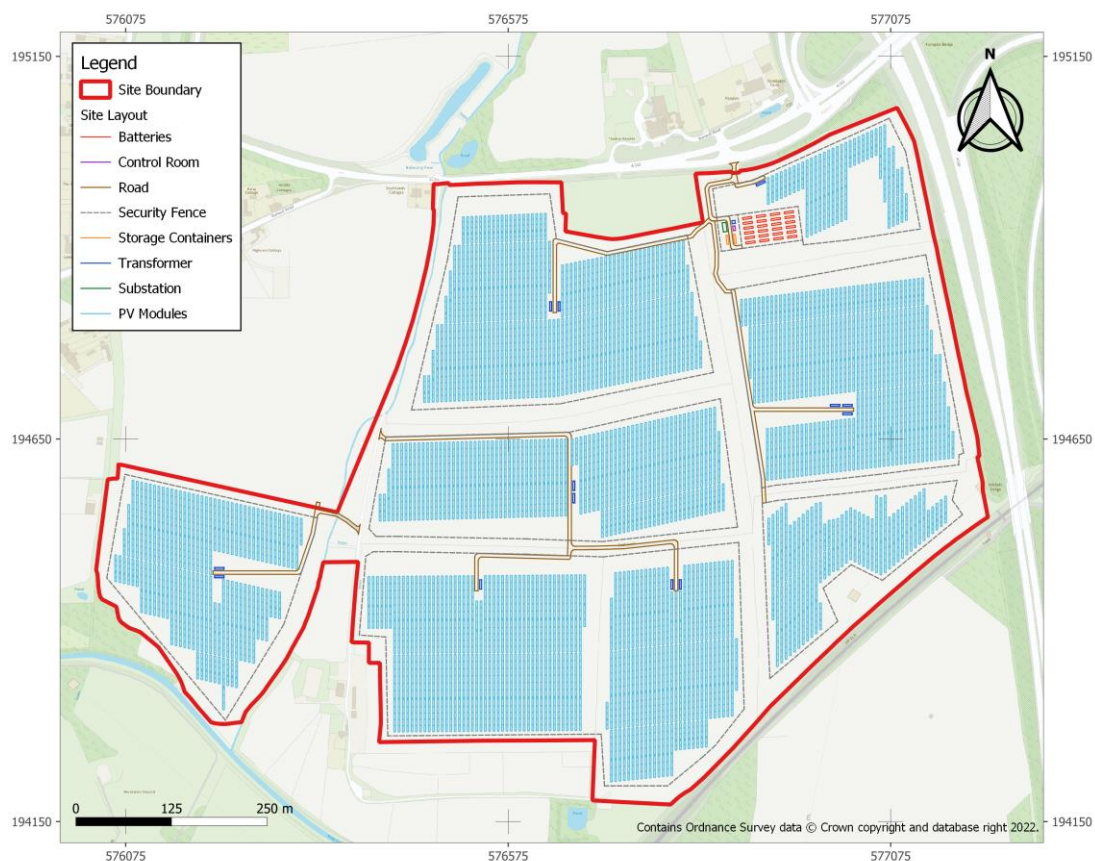 576075 576575 577075
195150 195150
Legend
Site Boundary
Site Layout
Batteries
Control Room
Road
Security Fence
Storage Containers
Transformer
Substation
PV Modules
N
194650 194650
0 125 250 m
Contains Ordnance Survey data © Crown copyright and database right 2022.
194150 194150
576075 576575 577075